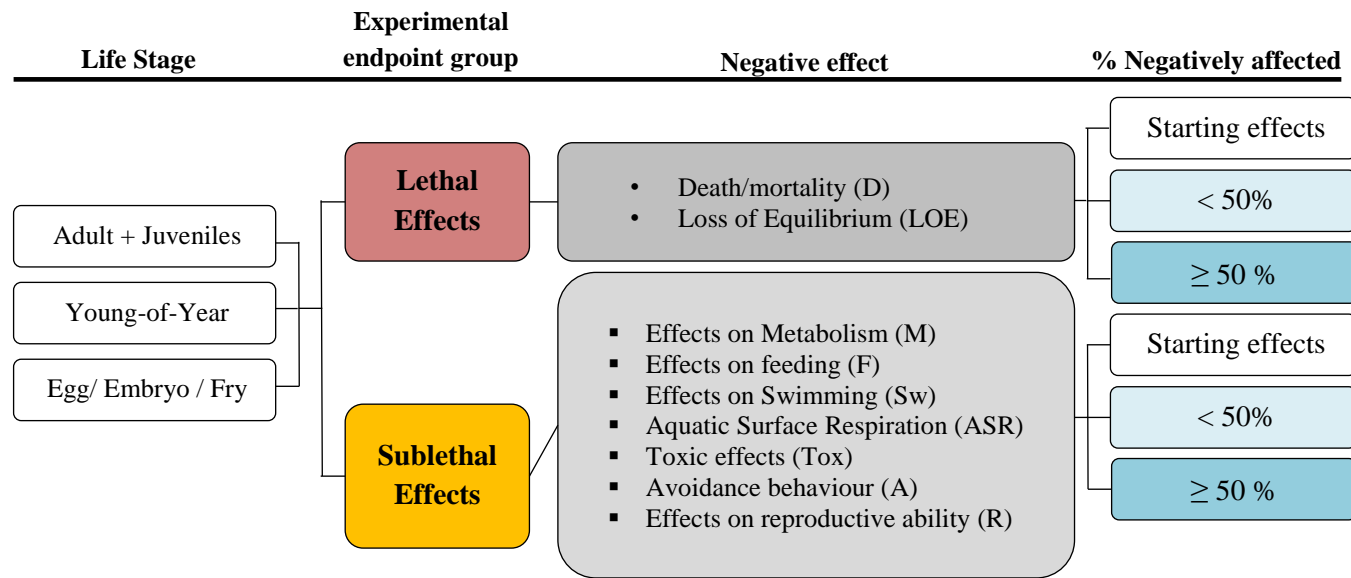 Life Stage
Experimental
endpoint group
Negative effect
% Negatively affected
Adult + Juveniles
Young-of-Year
Egg/ Embryo / Fry
Lethal
Effects
• Death/mortality (D)
• Loss of Equilibrium (LOE)
Starting effects
< 50%
≥ 50 %
Sublethal
Effects
▪ Effects on Metabolism (M)
▪ Effects on feeding (F)
▪ Effects on Swimming (Sw)
▪ Aquatic Surface Respiration (ASR)
▪ Toxic effects (Tox)
▪ Avoidance behaviour (A)
▪ Effects on reproductive ability (R)
Starting effects
< 50%
≥ 50 %